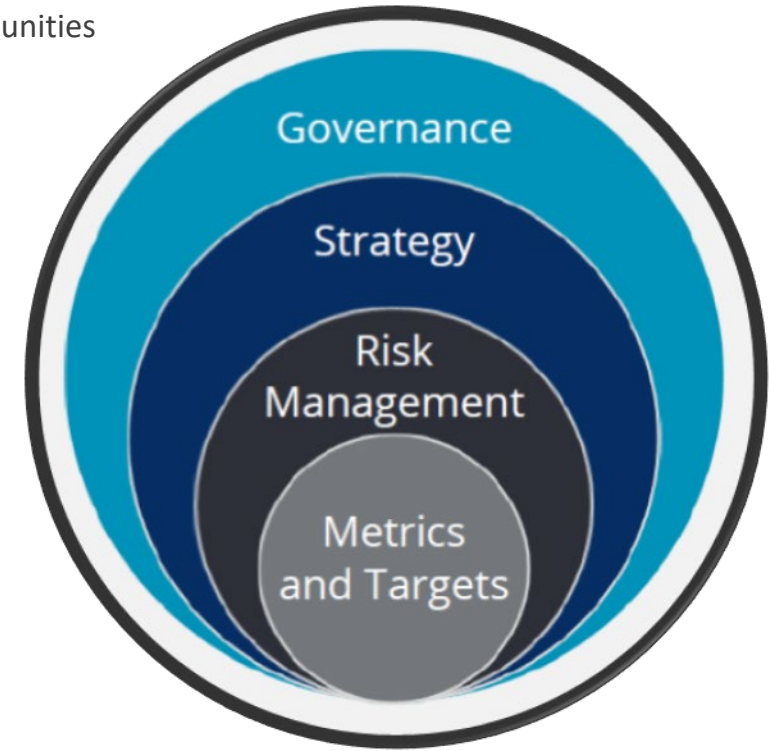 unities
Governance
Strategy
Risk
Management
Metrics
and Targets